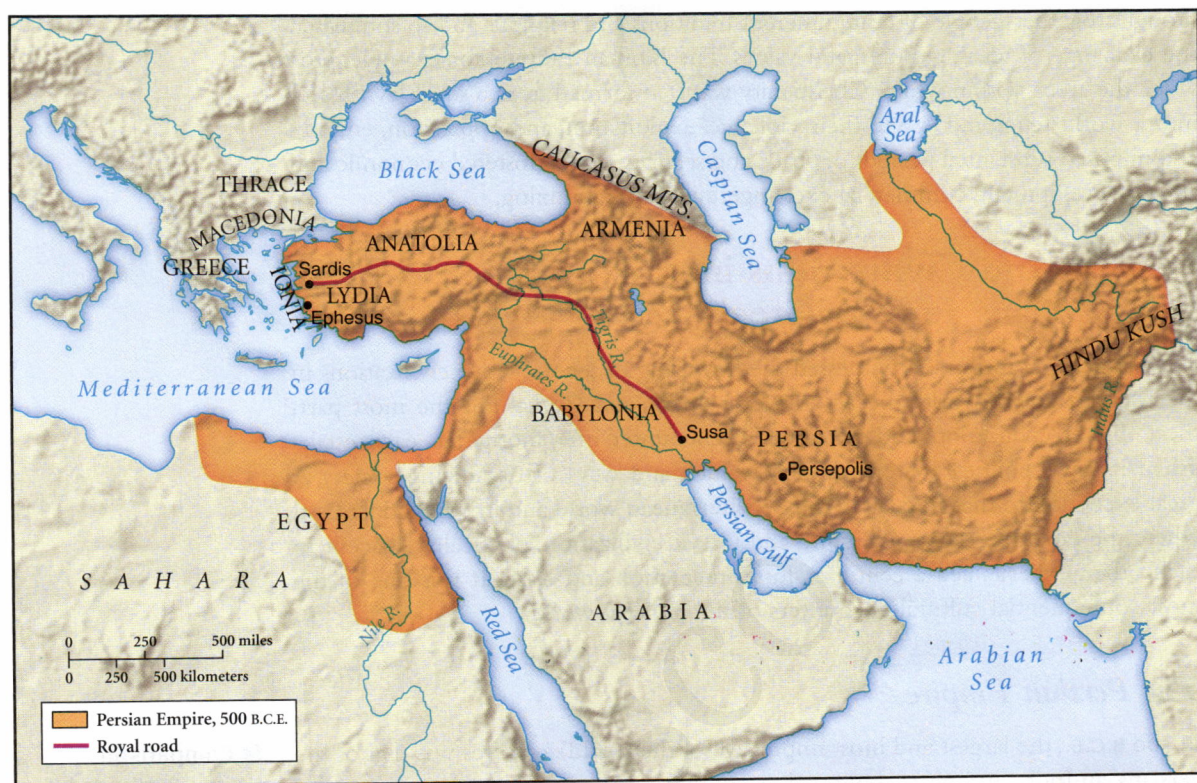 Aral
Sea
Black Sea
CAUCASUS MTS.
Caspian Sea
THRACE
MACEDONIA
ANATOLIA
ARMENIA
GREECE
Sardis
IONIA
LYDIA
Ephesus
Tigris R.
HINDU KUSH
Euphrates R.
Mediterranean Sea
BABYLONIA
Indus R.
Susa
PERSIA
Persepolis
EGYPT
Persian Gulf
SAHARA
ARABIA
Nile R.
Red Sea
Arabian
Sea
0 250 500 miles
0 250 500 kilometers
Persian Empire, 500 B.C.E.
Royal road